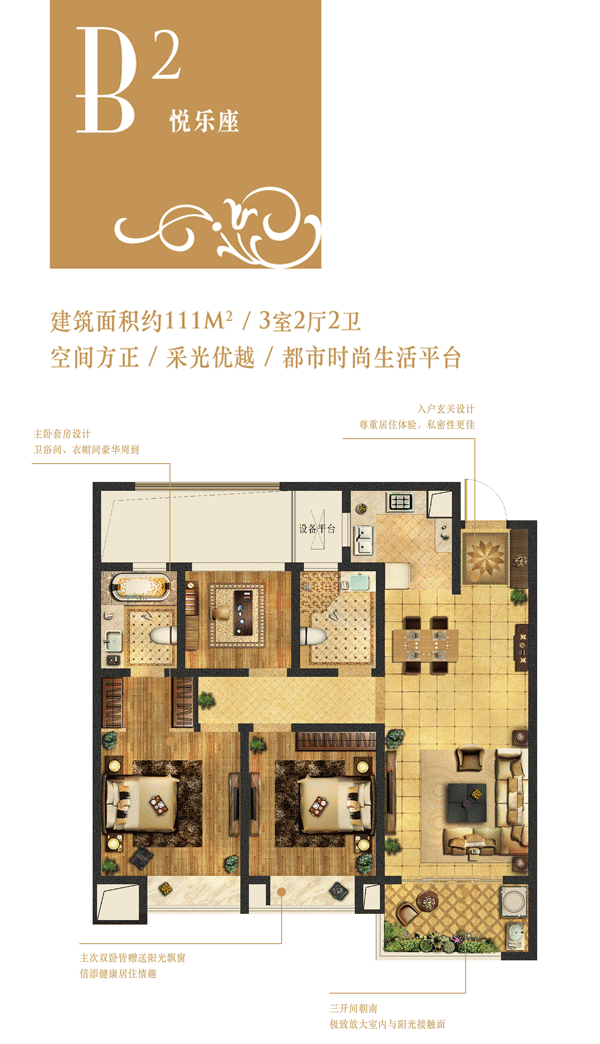 B2
悦乐座
建筑面积约111M² / 3室2厅2卫
空间方正 / 采光优越 / 都市时尚生活平台
入户玄关设计
尊重居住体验、私密性更佳
主卧套房设计
卫浴间、衣帽间豪华周到
设备平台
主次双卧皆赠送阳光飘窗
倍添健康居住情趣
三开间朝南
极致放大室内与阳光接触面